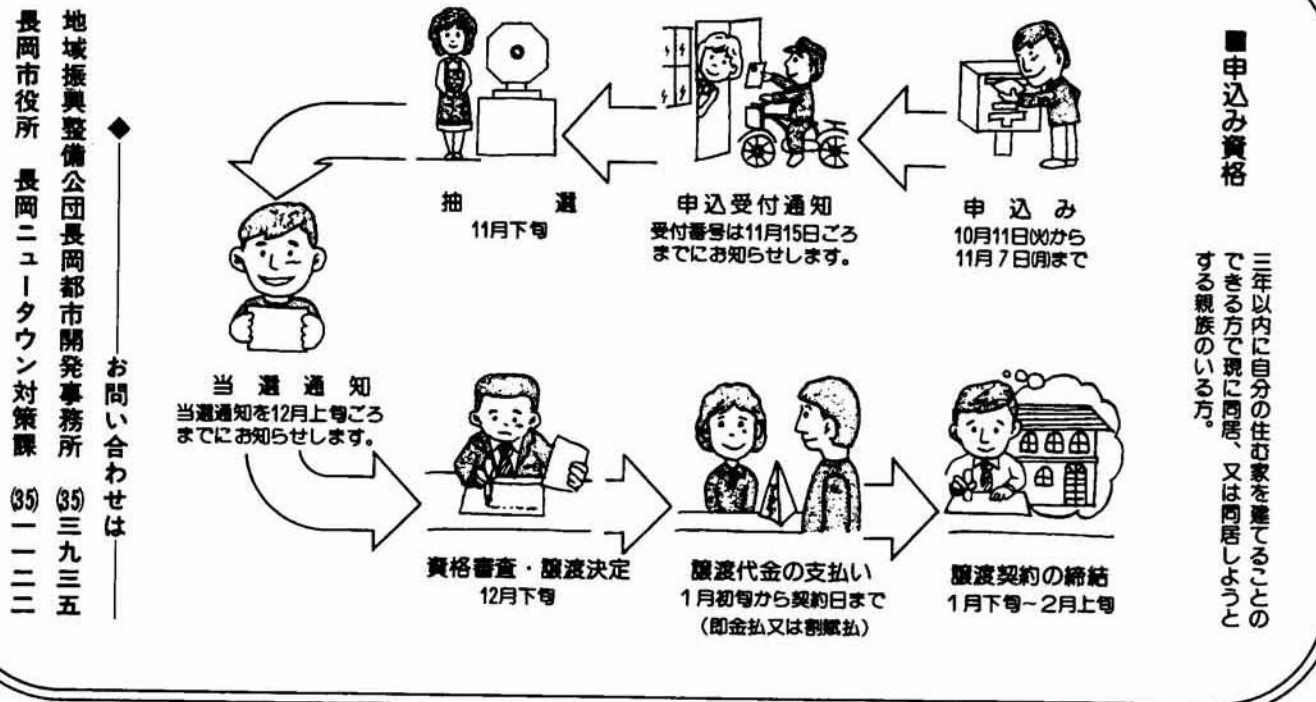 ■申込み資格
三年以内に自分の住む家を建てることの
できる方で現に同居、又は同居しようと
する親族のいる方。
申込み
10月11日(火)から
11月7日(月)まで
申込受付通知
受付番号は11月15日ごろ
までにお知らせします。
抽選
11月下旬
当選通知
当選通知を12月上旬ごろ
までにお知らせします。
資格審査・譲渡決定
12月下旬
譲渡代金の支払い
1月初旬から契約日まで
(即金払又は割賦払)
譲渡契約の締結
1月下旬~2月上旬
◆――お問い合わせは――
地域振興整備公団長岡都市開発事務所 (35)三九三五
長岡市役所 長岡ニュータウン対策課 (35)一一二二